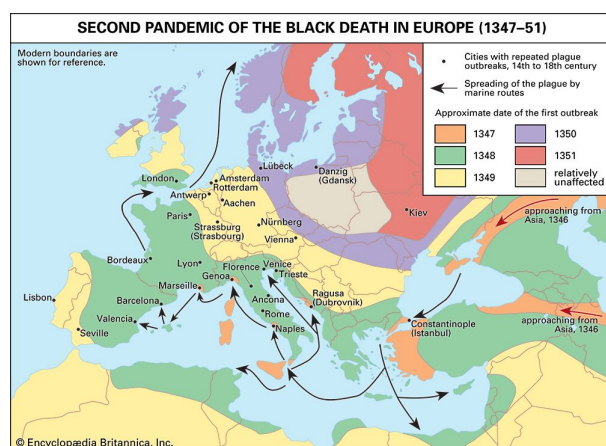 SECOND PANDEMIC OF THE BLACK DEATH IN EUROPE (1347–51)
Modern boundaries are
shown for reference.
Cities with repeated plague
outbreaks, 14th to 18th century
Spreading of the plague by
marine routes
Approximate date of the first outbreak
1347
1350
1348
1351
1349
relatively
unaffected
Lübeck
Danzig
(Gdansk)
London
Amsterdam
Rotterdam
Antwerp
Aachen
Kiev
approaching from
Asia, 1346
Paris
Nürnberg
Strassburg
(Strasbourg)
Vienna
Bordeaux
Lyon
Florence
Venice
Trieste
Genoa
Marseille
Ragusa
(Dubrovnik)
Lisbon
Barcelona
Ancona
Valencia
Rome
Constantinople
(Istanbul)
approaching from
Asia, 1346
Seville
Naples
© Encyclopædia Britannica, Inc.